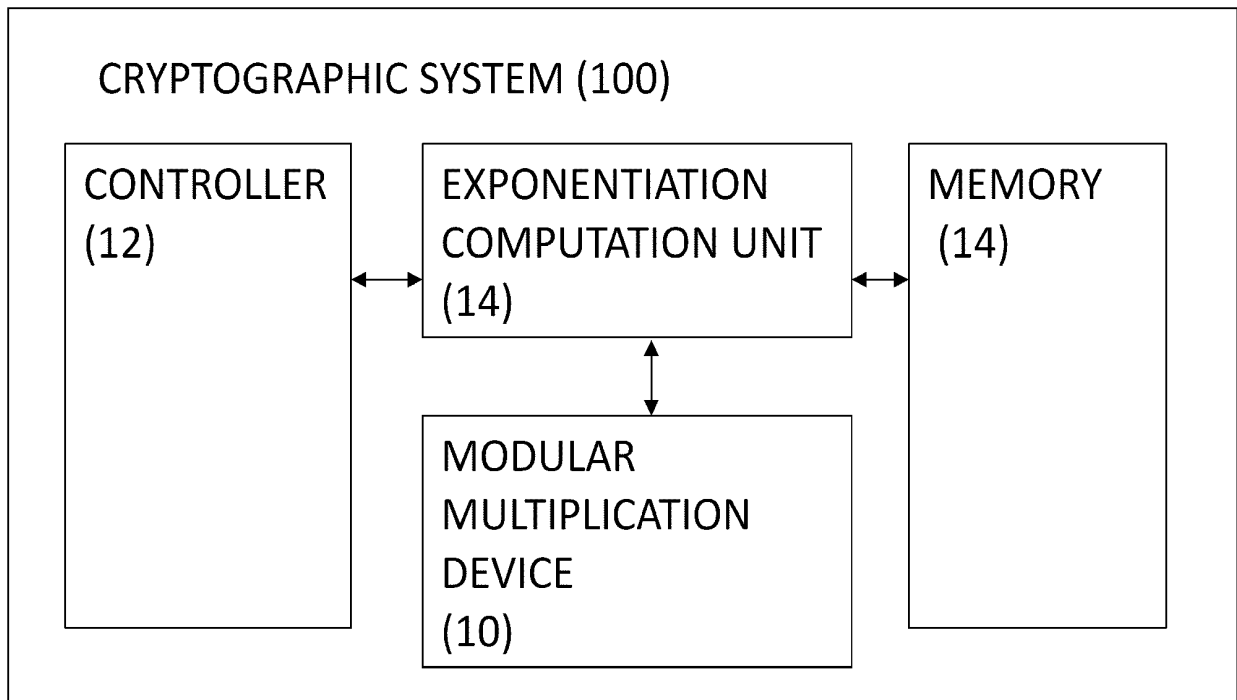 CRYPTOGRAPHIC SYSTEM (100)
CONTROLLER
(12)
EXPONENTIATION
COMPUTATION UNIT
(14)
MEMORY
(14)
MODULAR
MULTIPLICATION
DEVICE
(10)